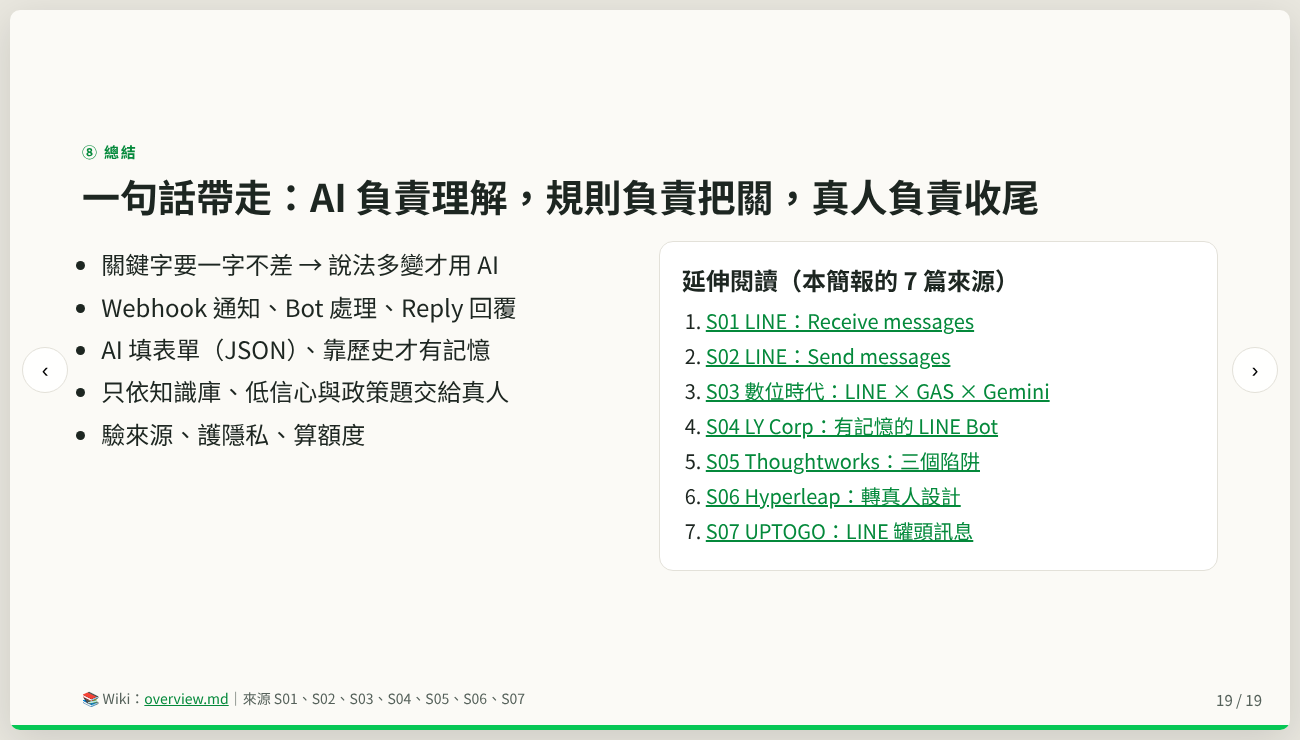 ⑧ 總結
一句話帶走：AI 負責理解，規則負責把關，真人負責收尾
• 關鍵字要一字不差 → 說法多變才用 AI
• Webhook 通知、Bot 處理、Reply 回覆
• AI 填表單（JSON）、靠歷史才有記憶
• 只依知識庫、低信心與政策題交給真人
• 驗來源、護隱私、算額度
延伸閱讀（本簡報的 7 篇來源）
1. S01 LINE：Receive messages
2. S02 LINE：Send messages
3. S03 數位時代：LINE × GAS × Gemini
4. S04 LY Corp：有記憶的 LINE Bot
5. S05 Thoughtworks：三個陷阱
6. S06 Hyperleap：轉真人設計
7. S07 UPTOGO：LINE 罐頭訊息
‹
›
📚 Wiki：overview.md｜來源 S01、S02、S03、S04、S05、S06、S07
19 / 19